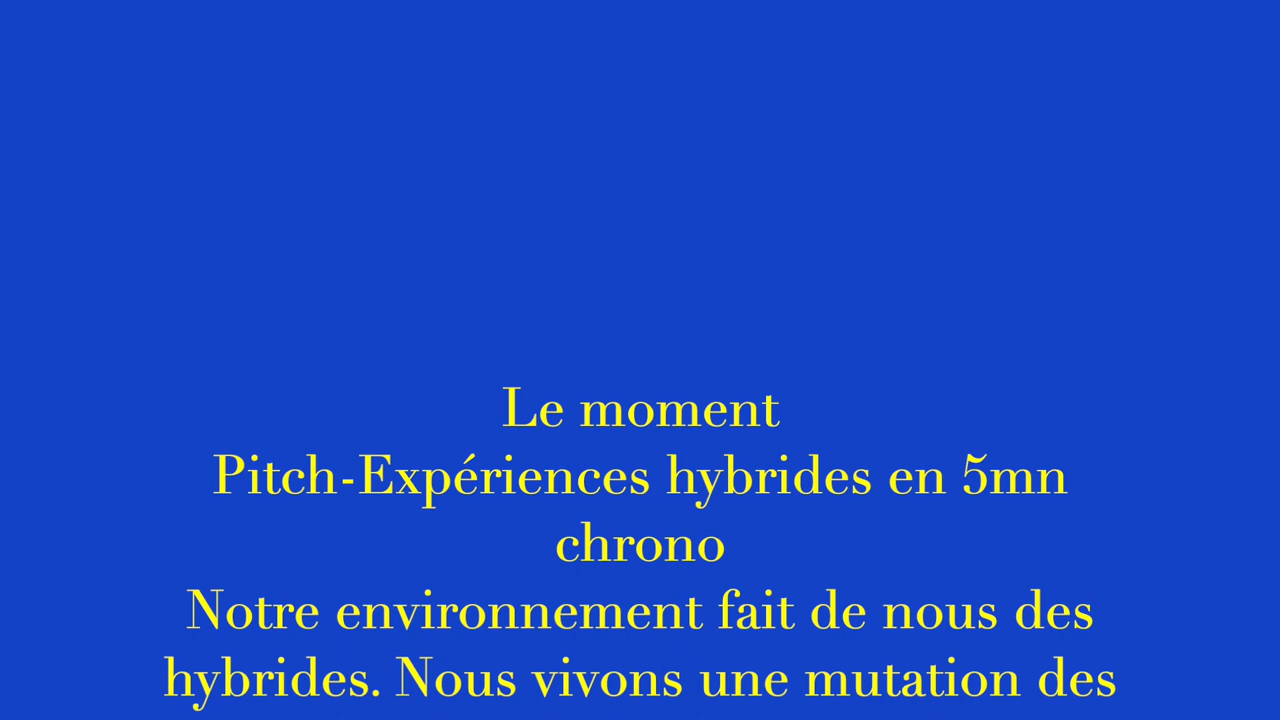 Le moment
Pitch-Expériences hybrides en 5mn
chrono
Notre environnement fait de nous des
hybrides. Nous vivons une mutation des